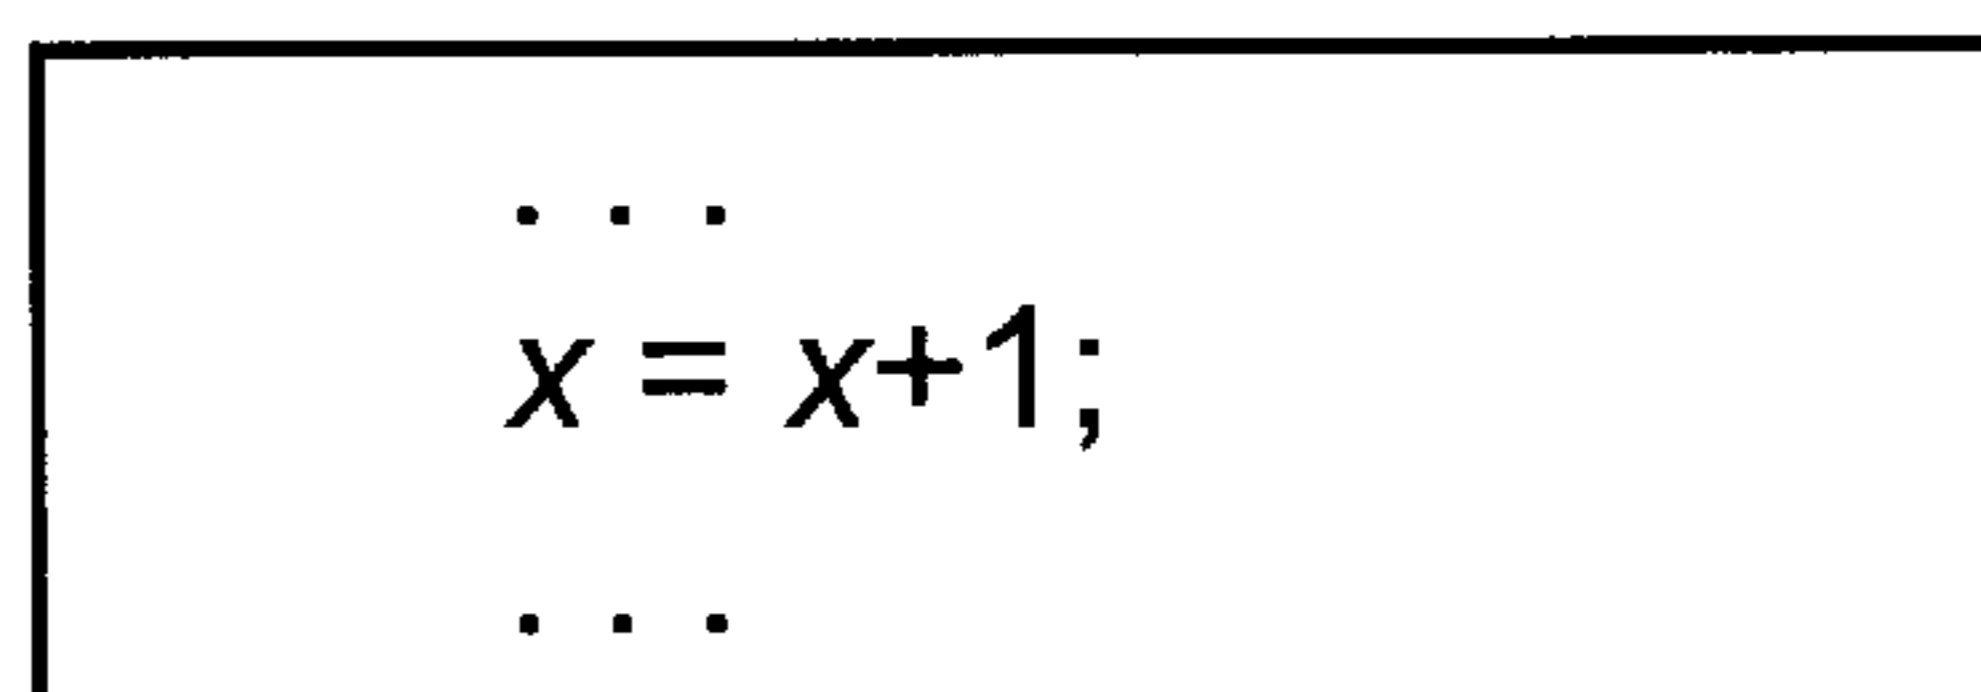 . . .
x = x+1;
. . .